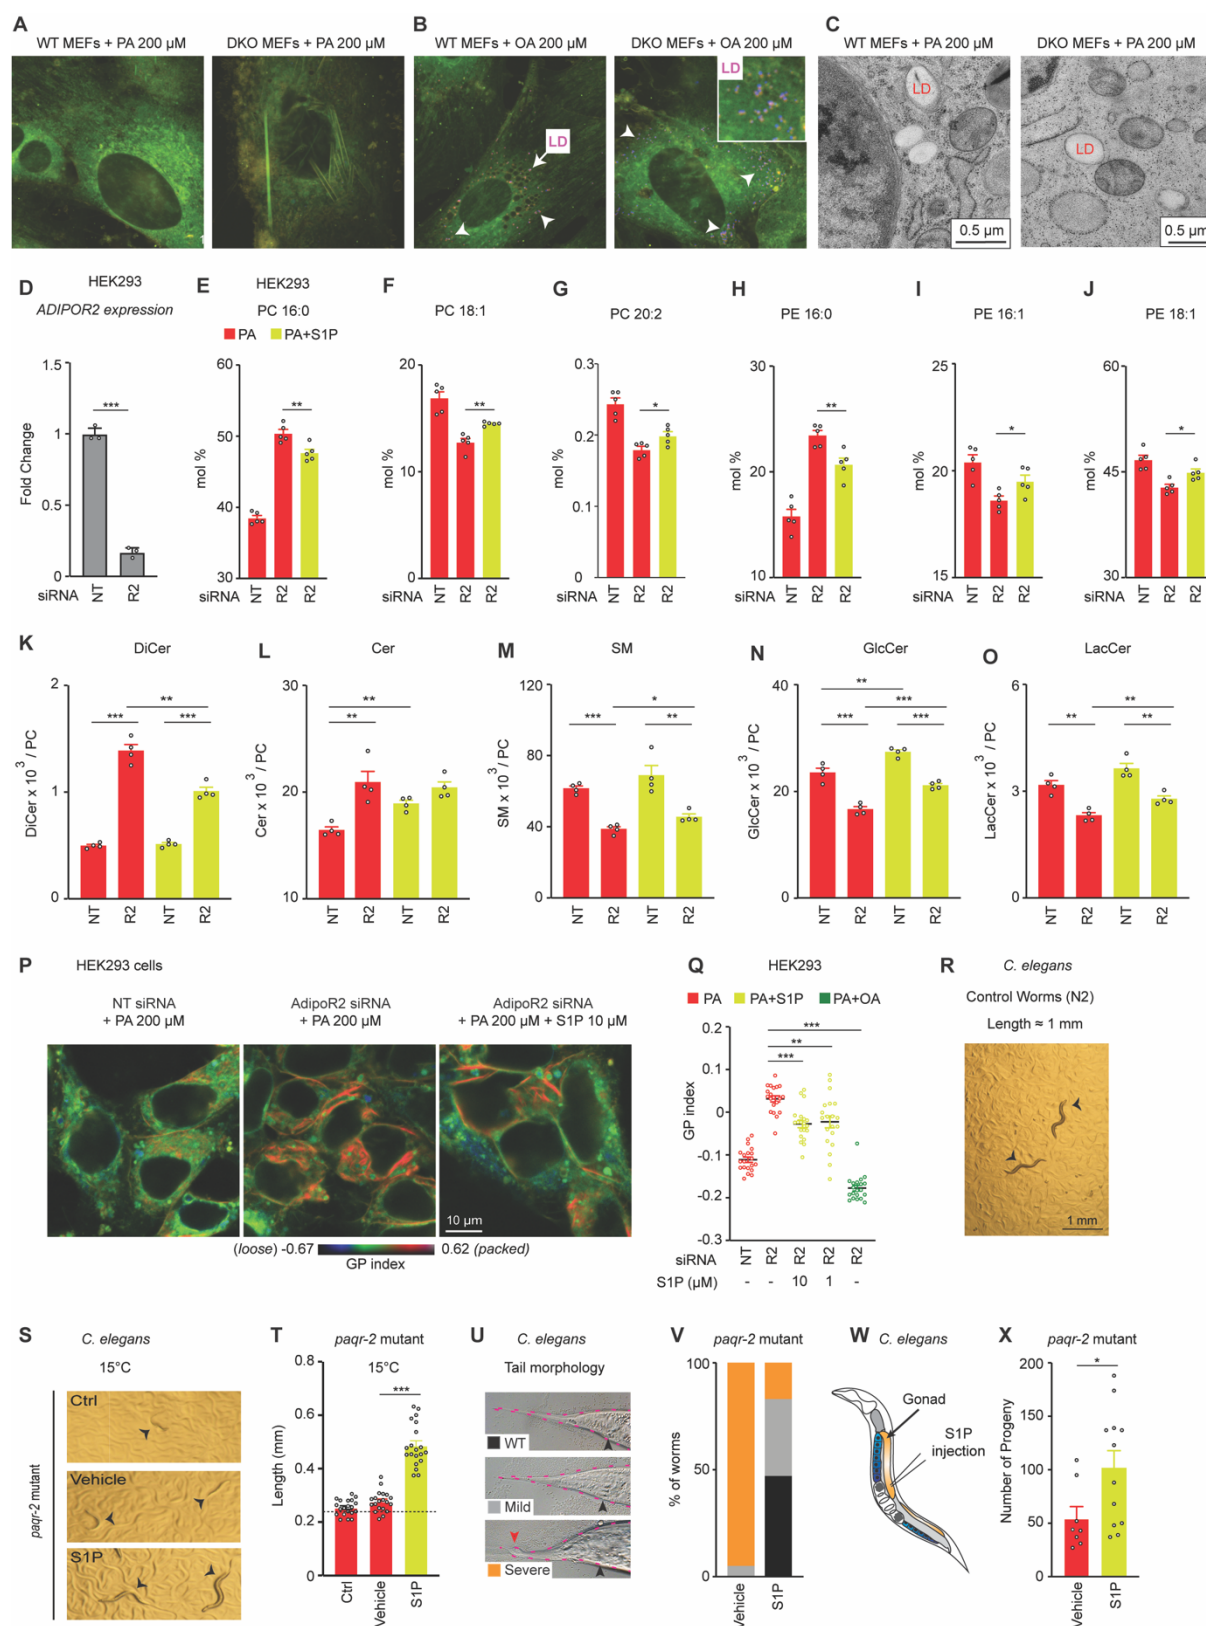 A
WT MEFs + PA 200 µM
DKO MEFs + PA 200 µM
B
WT MEFs + OA 200 µM
DKO MEFs + OA 200 µM
LD
LD
C
WT MEFs + PA 200 µM
DKO MEFs + PA 200 µM
LD
LD
0.5 µm
0.5 µm
D
HEK293
ADIPOR2 expression
Fold Change
1.5
1
0.5
0
***
siRNA
NT
R2
E
HEK293
PC 16:0
PA
PA+S1P
mol %
60
50
40
30
**
siRNA
NT
R2
R2
F
PC 18:1
mol %
20
10
0
**
NT
R2
R2
G
PC 20:2
mol %
0.3
0.2
0.1
0
*
NT
R2
R2
H
PE 16:0
mol %
30
20
10
**
NT
R2
R2
I
PE 16:1
mol %
25
20
15
*
NT
R2
R2
J
PE 18:1
mol %
60
45
30
*
NT
R2
R2
K
DiCer
DiCer x 10³ / PC
2
1
0
**
*** ***
NT
R2
NT
R2
L
Cer
Cer x 10³ / PC
30
20
10
**
**
NT
R2
NT
R2
M
SM
SM x 10³ / PC
120
80
40
0
*
*** **
NT
R2
NT
R2
N
GlcCer
GlcCer x 10³ / PC
40
20
0
**
***
*** ***
NT
R2
NT
R2
O
LacCer
LacCer x 10³ / PC
6
3
0
**
** **
NT
R2
NT
R2
P
HEK293 cells
NT siRNA
+ PA 200 µM
AdipoR2 siRNA
+ PA 200 µM
AdipoR2 siRNA
+ PA 200 µM + S1P 10 µM
10 µm
(loose) -0.67
0.62 (packed)
GP index
Q
HEK293
PA
PA+S1P
PA+OA
GP index
0.2
0.1
0
-0.1
-0.2
-0.3
***
**
***
siRNA NT R2 R2 R2 R2
S1P (µM) - - 10 1 -
R
C. elegans
Control Worms (N2)
Length ≈ 1 mm
1 mm
S
C. elegans
15°C
paqr-2 mutant
Ctrl
Vehicle
S1P
T
paqr-2 mutant
15°C
Length (mm)
0.8
0.6
0.4
0.2
0
***
Ctrl
Vehicle
S1P
U
C. elegans
Tail morphology
WT
Mild
Severe
V
paqr-2 mutant
% of worms
100
50
0
Vehicle
S1P
W
C. elegans
Gonad
S1P
injection
X
paqr-2 mutant
Number of Progeny
200
150
100
50
0
*
Vehicle
S1P